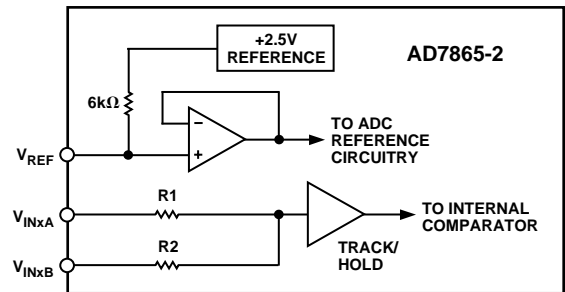 +2.5V
REFERENCE
AD7865-2
6kΩ
−
+
TO ADC
REFERENCE
CIRCUITRY
VREF
VINxA
R1
TO INTERNAL
COMPARATOR
TRACK/
HOLD
R2
VINxB